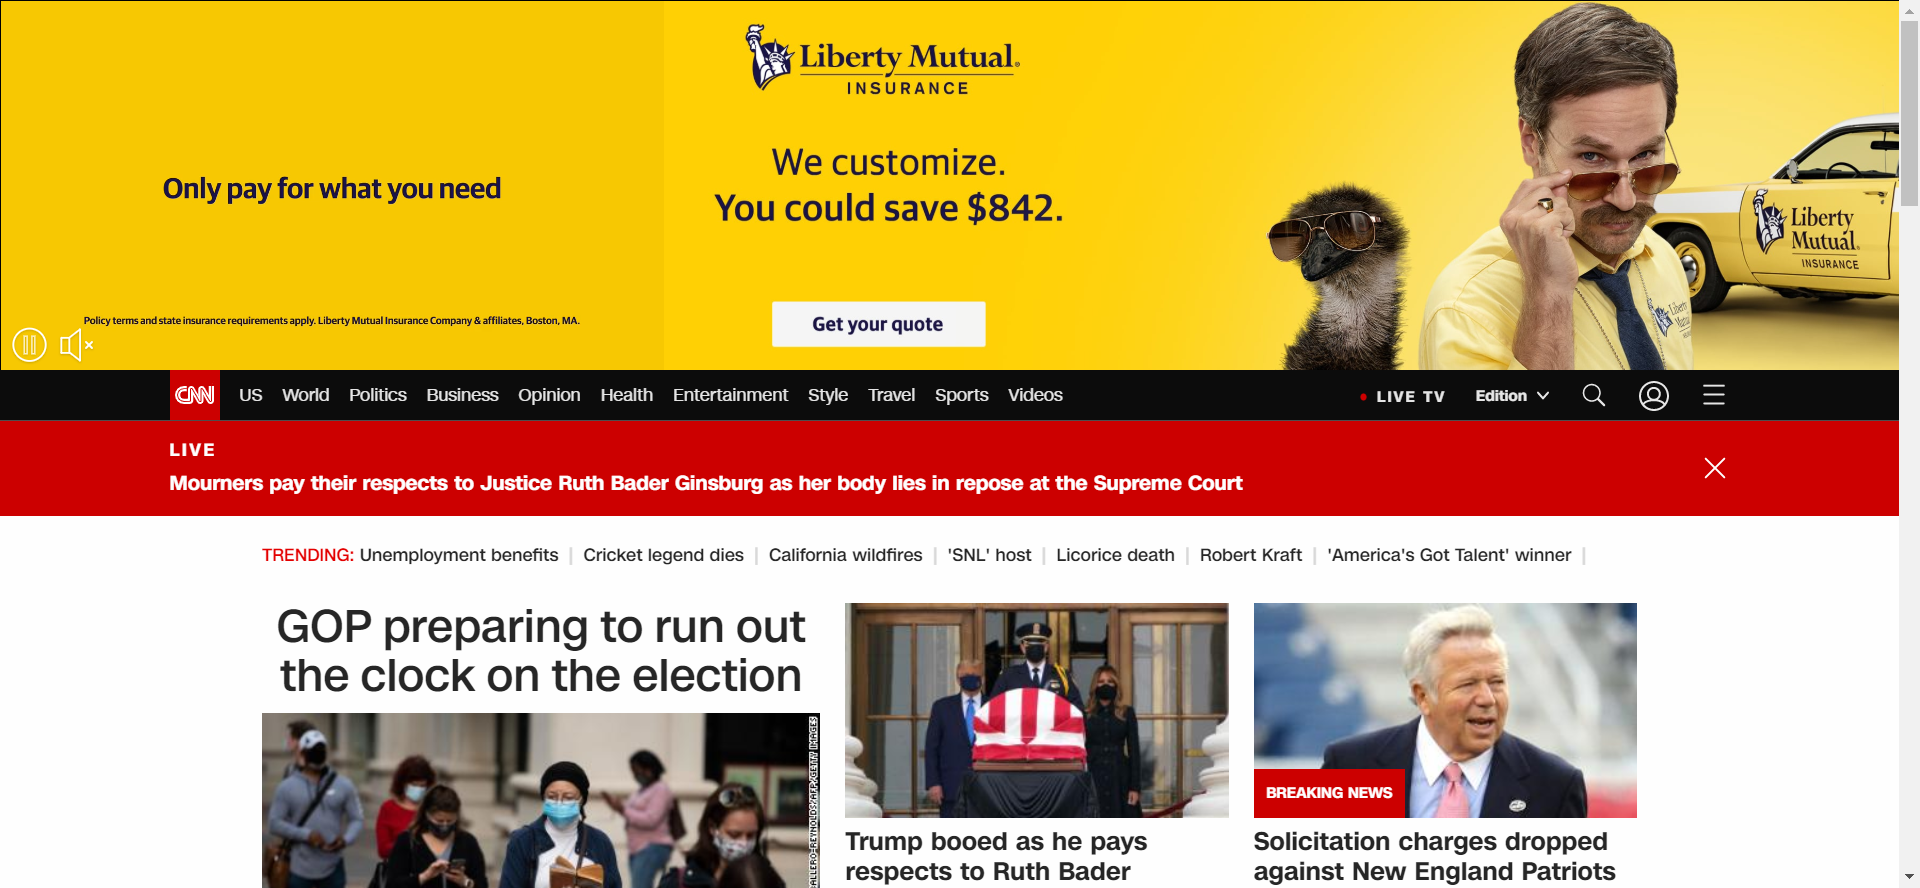 Only pay for what you need
Policy terms and state insurance requirements apply. Liberty Mutual Insurance Company & affiliates, Boston, MA.
Liberty Mutual
INSURANCE
We customize.
You could save $842.
Get your quote
Liberty
Mutual
INSURANCE
Liberty
CNN US World Politics Business Opinion Health Entertainment Style Travel Sports Videos LIVE TV Edition
LIVE
Mourners pay their respects to Justice Ruth Bader Ginsburg as her body lies in repose at the Supreme Court
TRENDING: Unemployment benefits | Cricket legend dies | California wildfires | 'SNL' host | Licorice death | Robert Kraft | 'America's Got Talent' winner |
GOP preparing to run out
the clock on the election
REYNOLDS/AFP/GETTY IMAGES
Trump booed as he pays
respects to Ruth Bader
BREAKING NEWS
Solicitation charges dropped
against New England Patriots